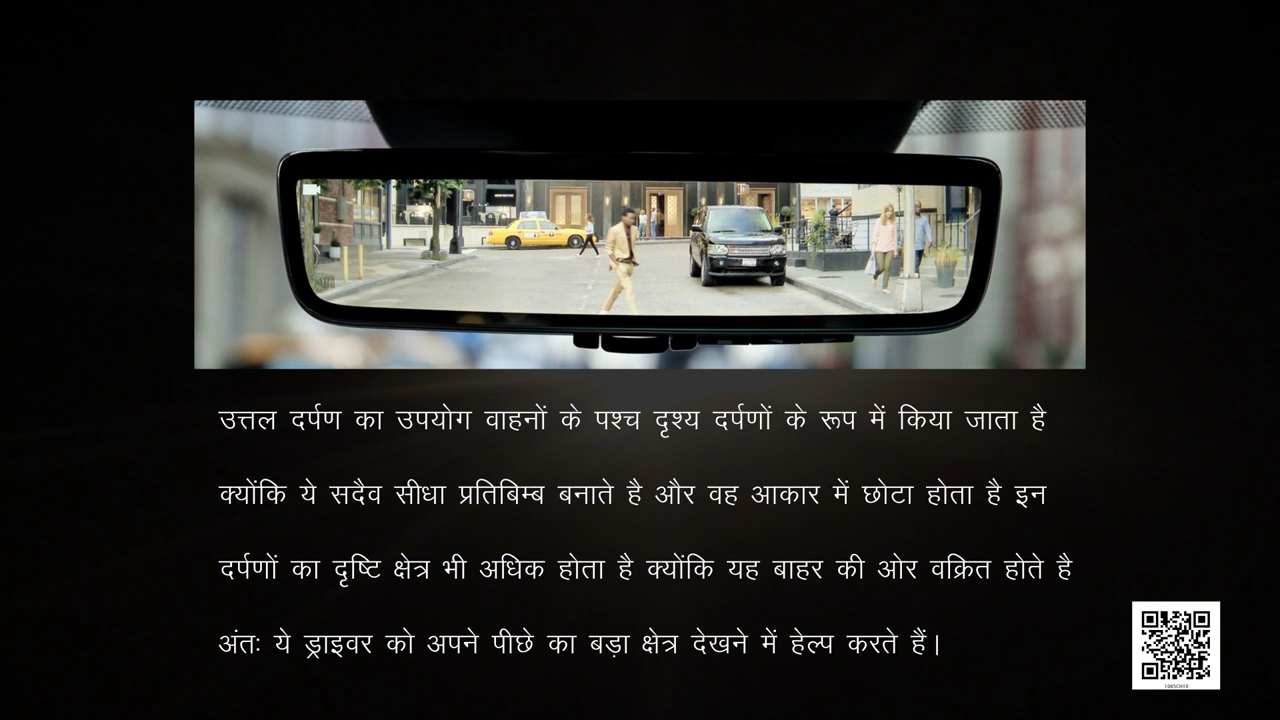 उत्तल दर्पण का उपयोग वाहनों के पश्च दृश्य दर्पणों के रूप में किया जाता है
क्योंकि ये सदैव सीधा प्रतिबिम्ब बनाते है और वह आकार में छोटा होता है इन
दर्पणों का दृष्टि क्षेत्र भी अधिक होता है क्योंकि यह बाहर की ओर वक्रित होते है
अंतः ये ड्राइवर को अपने पीछे का बड़ा क्षेत्र देखने में हेल्प करते हैं।
1065CH10